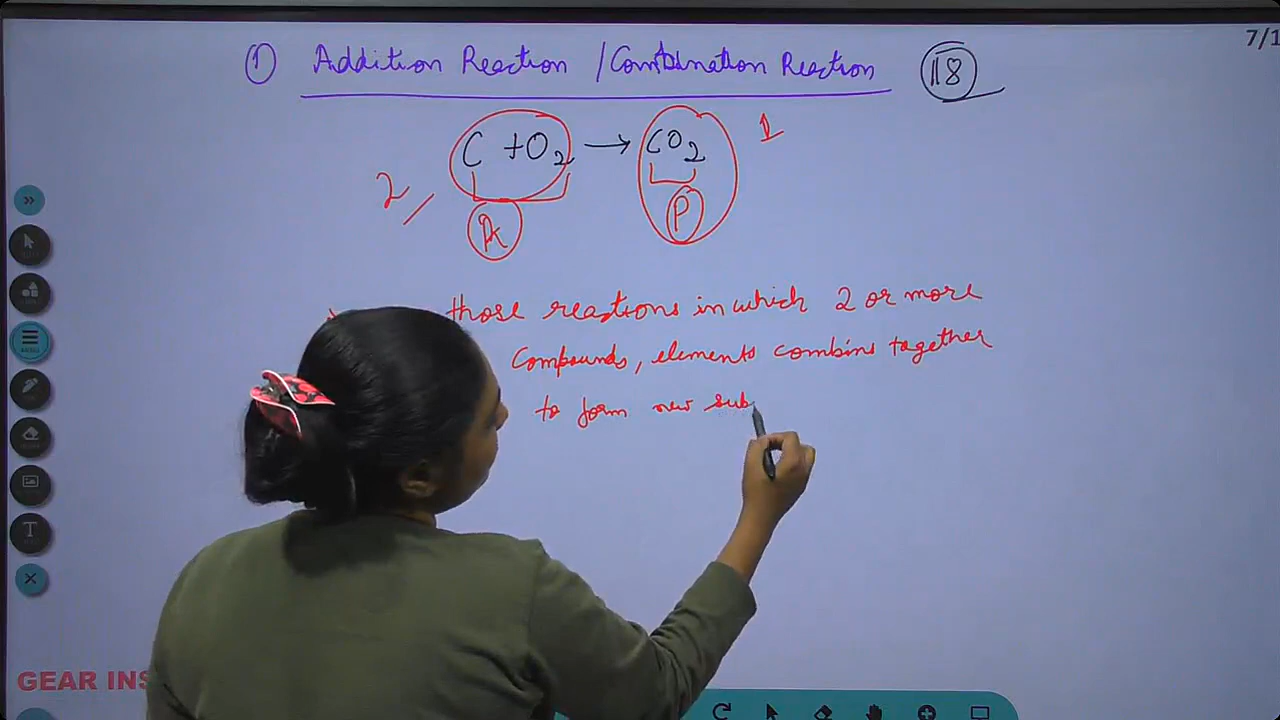 7/1
① Addition Reaction / Combination Reaction 18
C + O₂ → CO₂ 1
2
R P
those reactions in which 2 or more
Compounds, elements combins together
to form new sub
GEAR INS
T